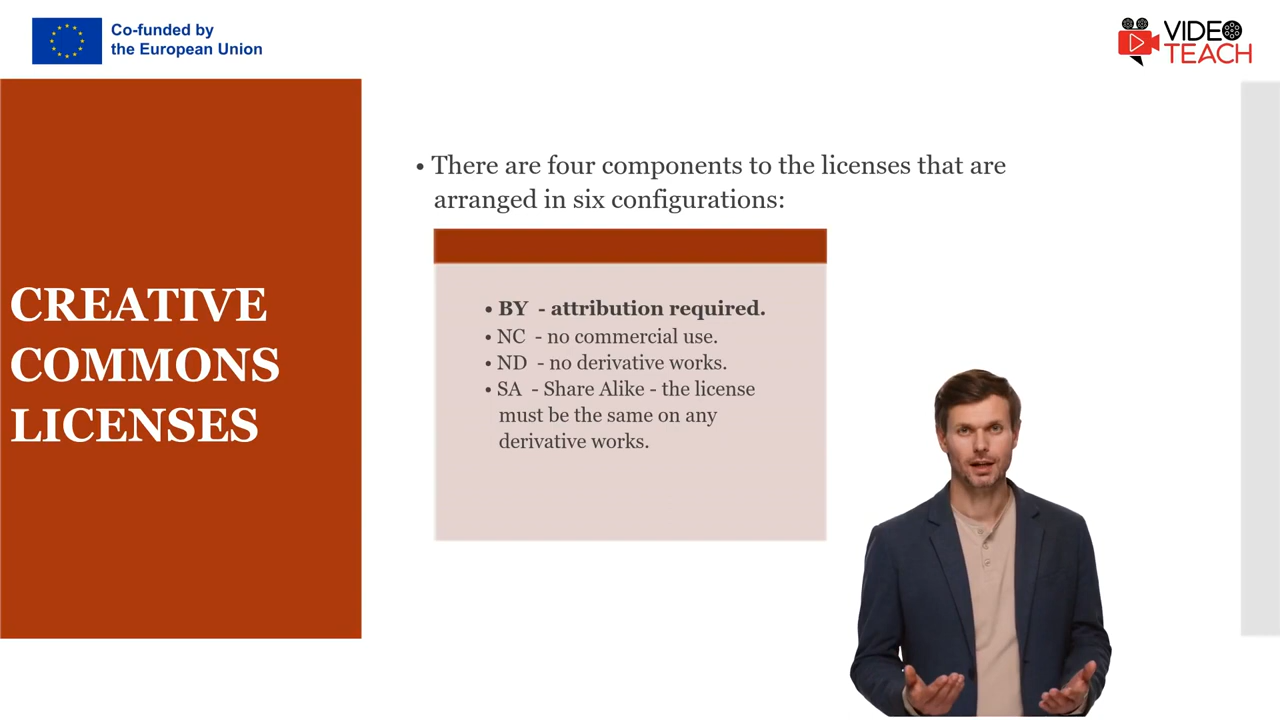 Co-funded by
the European Union
VIDEO
TEACH
CREATIVE
COMMONS
LICENSES
• There are four components to the licenses that are
arranged in six configurations:
• BY - attribution required.
• NC - no commercial use.
• ND - no derivative works.
• SA - Share Alike - the license
must be the same on any
derivative works.